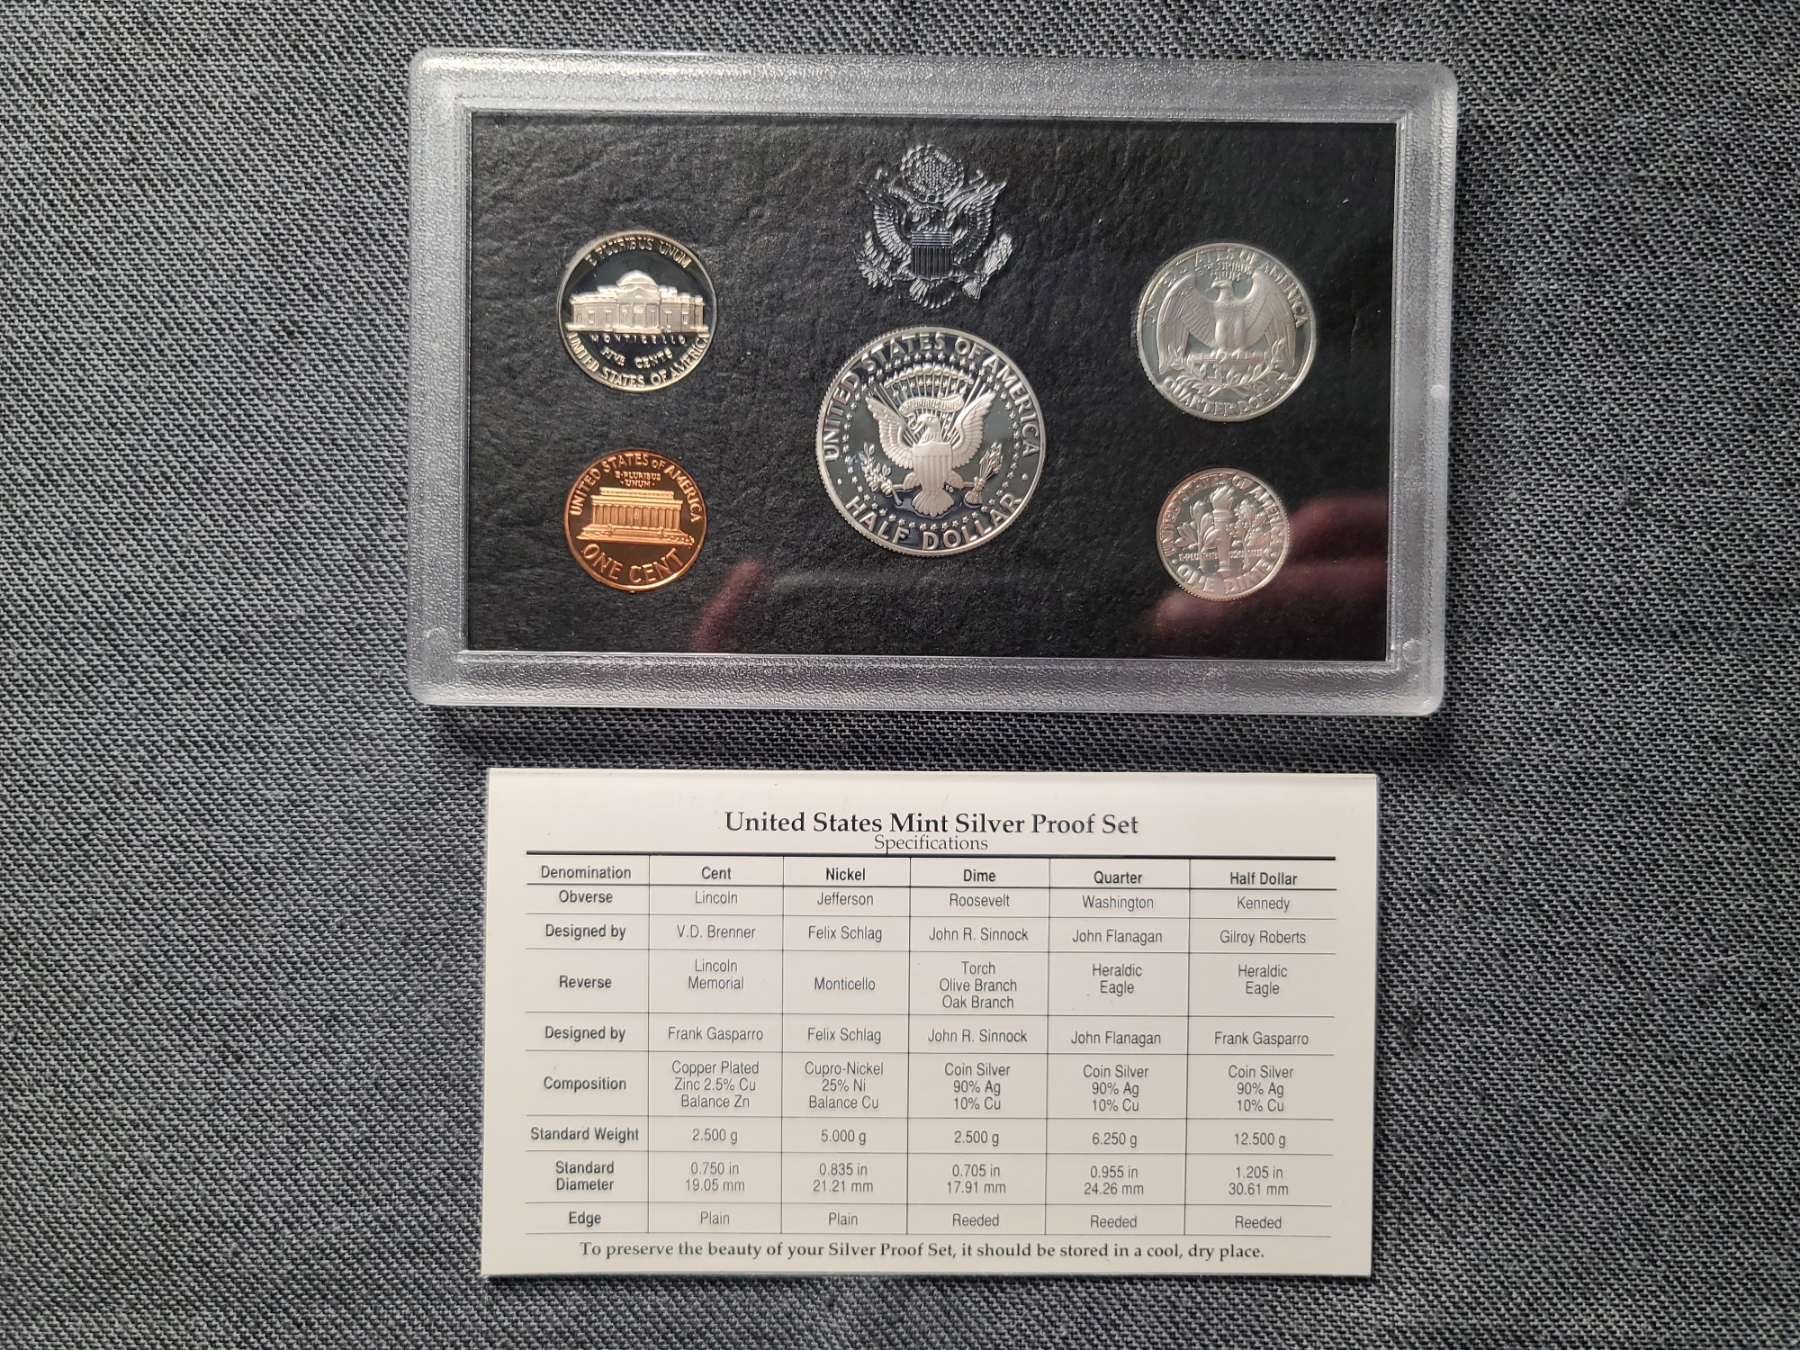 E PLURIBUS UNUM
MONTICELLO
FIVE CENTS
UNITED STATES OF AMERICA
UNITED STATES OF AMERICA
E·PLURIBUS
·UNUM·
ONE CENT
UNITED STATES OF AMERICA
HALF DOLLAR
UNITED STATES OF AMERICA
E PLURIBUS
UNUM
QUARTER DOLLAR
UNITED STATES OF AMERICA
ONE DIME
United States Mint Silver Proof Set
Specifications
Denomination Cent Nickel Dime Quarter Half Dollar
Obverse Lincoln Jefferson Roosevelt Washington Kennedy
Designed by V.D. Brenner Felix Schlag John R. Sinnock John Flanagan Gilroy Roberts
Reverse Lincoln Memorial Monticello Torch Olive Branch Oak Branch Heraldic Eagle Heraldic Eagle
Designed by Frank Gasparro Felix Schlag John R. Sinnock John Flanagan Frank Gasparro
Composition Copper Plated Zinc 2.5% Cu Balance Zn Cupro-Nickel 25% Ni Balance Cu Coin Silver 90% Ag 10% Cu Coin Silver 90% Ag 10% Cu Coin Silver 90% Ag 10% Cu
Standard Weight 2.500 g 5.000 g 2.500 g 6.250 g 12.500 g
Standard Diameter 0.750 in 19.05 mm 0.835 in 21.21 mm 0.705 in 17.91 mm 0.955 in 24.26 mm 1.205 in 30.61 mm
Edge Plain Plain Reeded Reeded Reeded
To preserve the beauty of your Silver Proof Set, it should be stored in a cool, dry place.